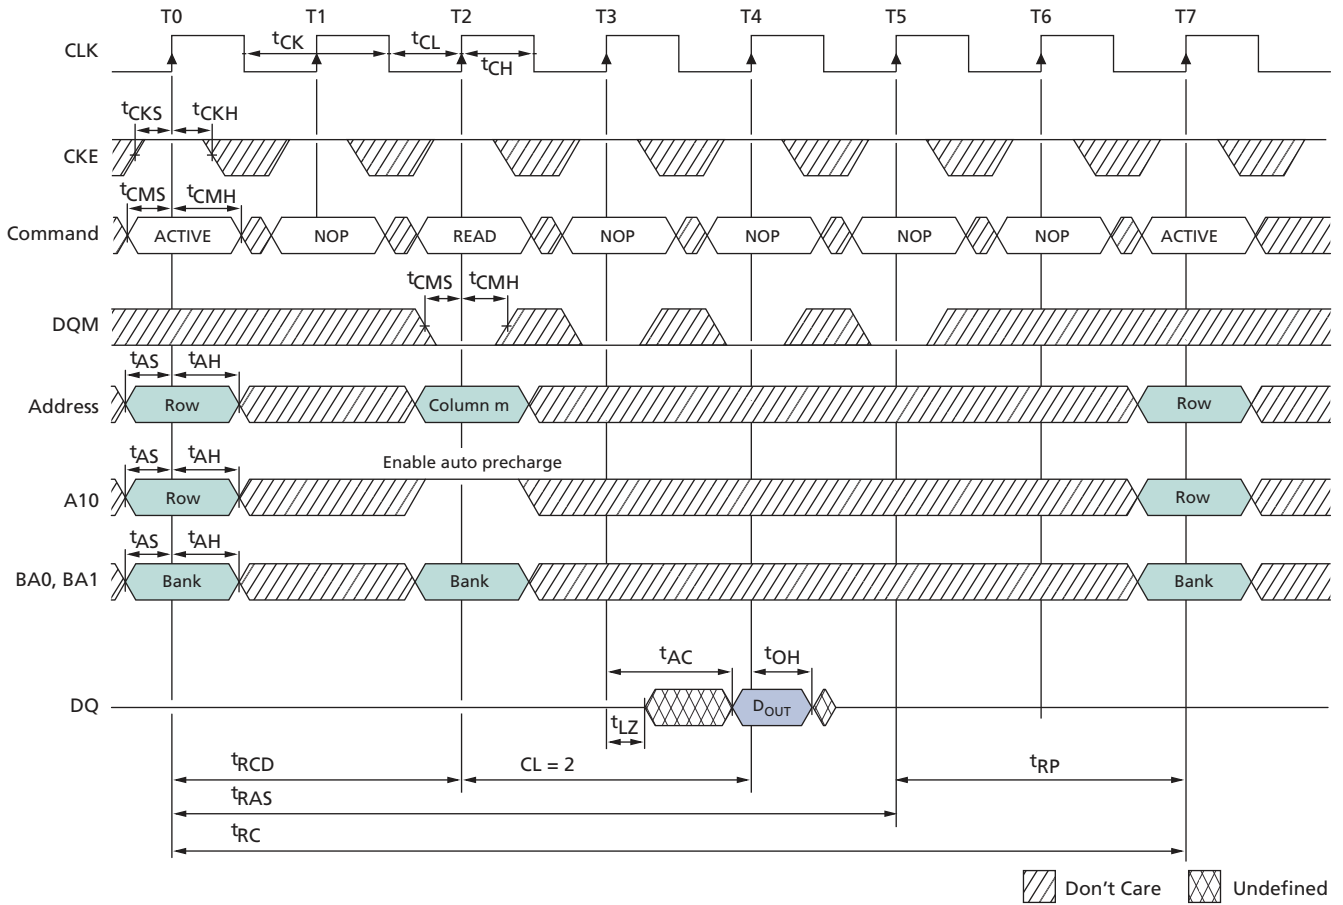 T0 T1 T2 T3 T4 T5 T6 T7
CLK tCK tCL tCH
tCKS tCKH
CKE
tCMS tCMH
Command ACTIVE NOP READ NOP NOP NOP NOP ACTIVE
tCMS tCMH
DQM
tAS tAH
Address Row Column m Row
tAS tAH Enable auto precharge
A10 Row Row
tAS tAH
BA0, BA1 Bank Bank Bank
tAC tOH
DQ DOUT
tLZ
tRCD CL = 2 tRP
tRAS
tRC
Don't Care Undefined